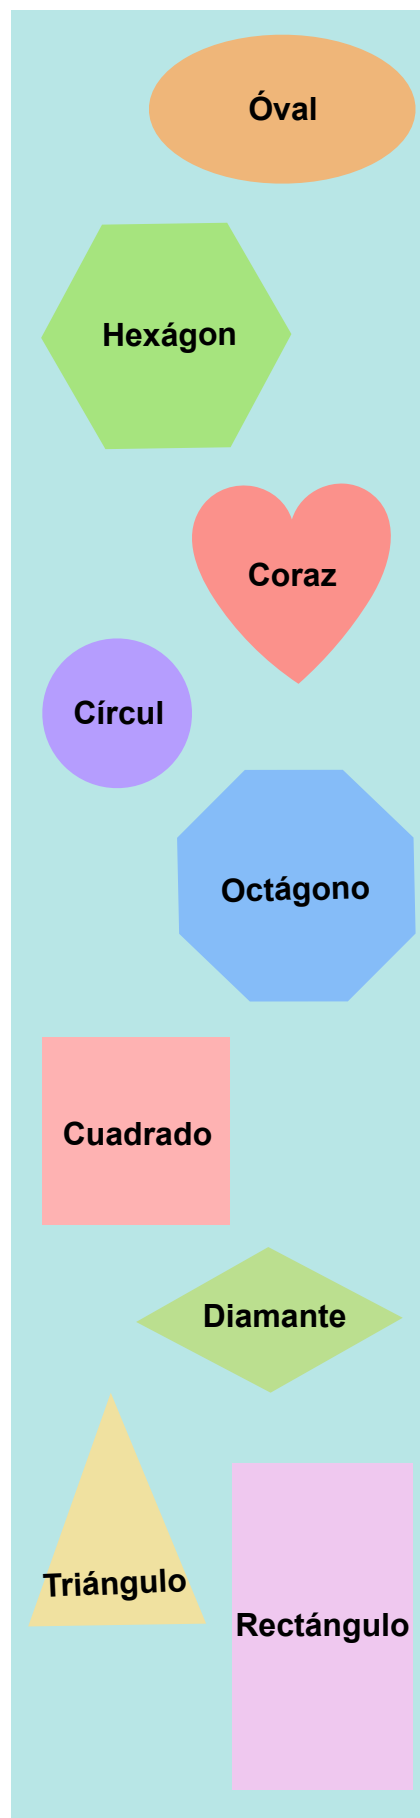 Óval
Hexágon
Coraz
Círcul
Octágono
Cuadrado
Diamante
Triángulo
Rectángulo